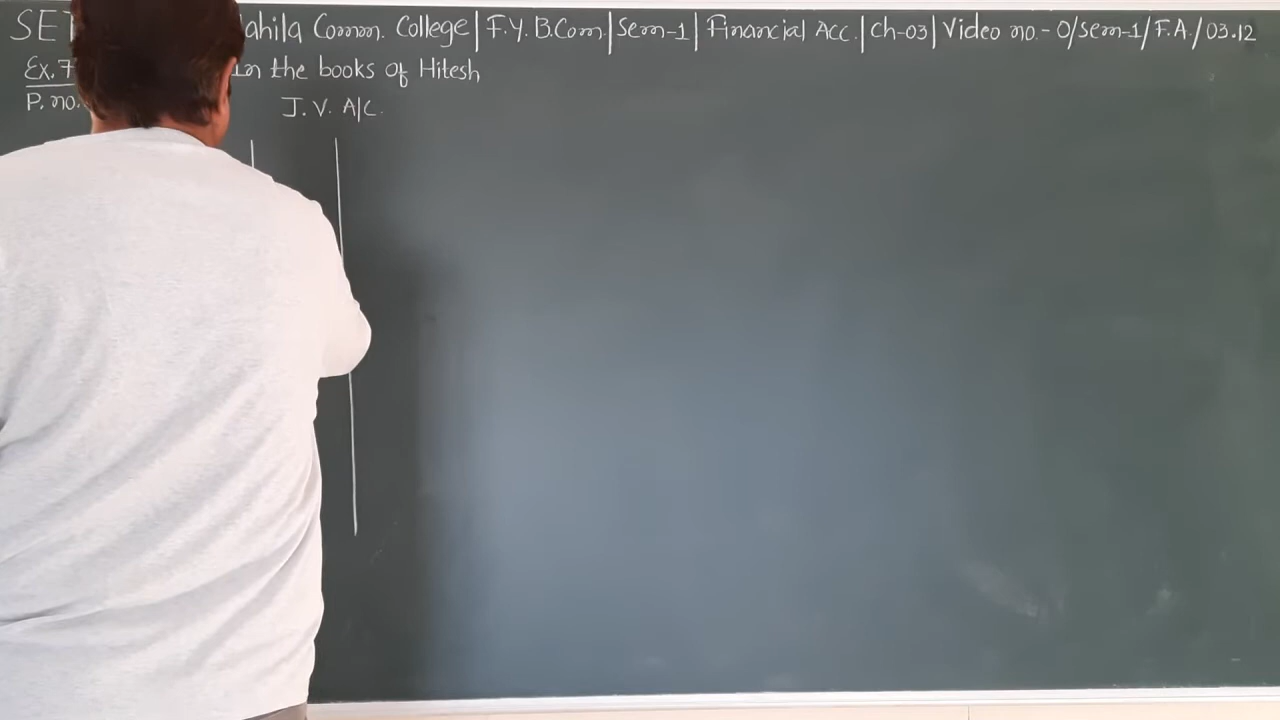 SET ahila Comm. College | F.Y. B.Com. | Sem-1 | Financial Acc. | Ch-03 | Video no.- 0/sem-1/F.A./03.12
Ex.7 In the books of Hitesh
P. no. J. V. A/C.